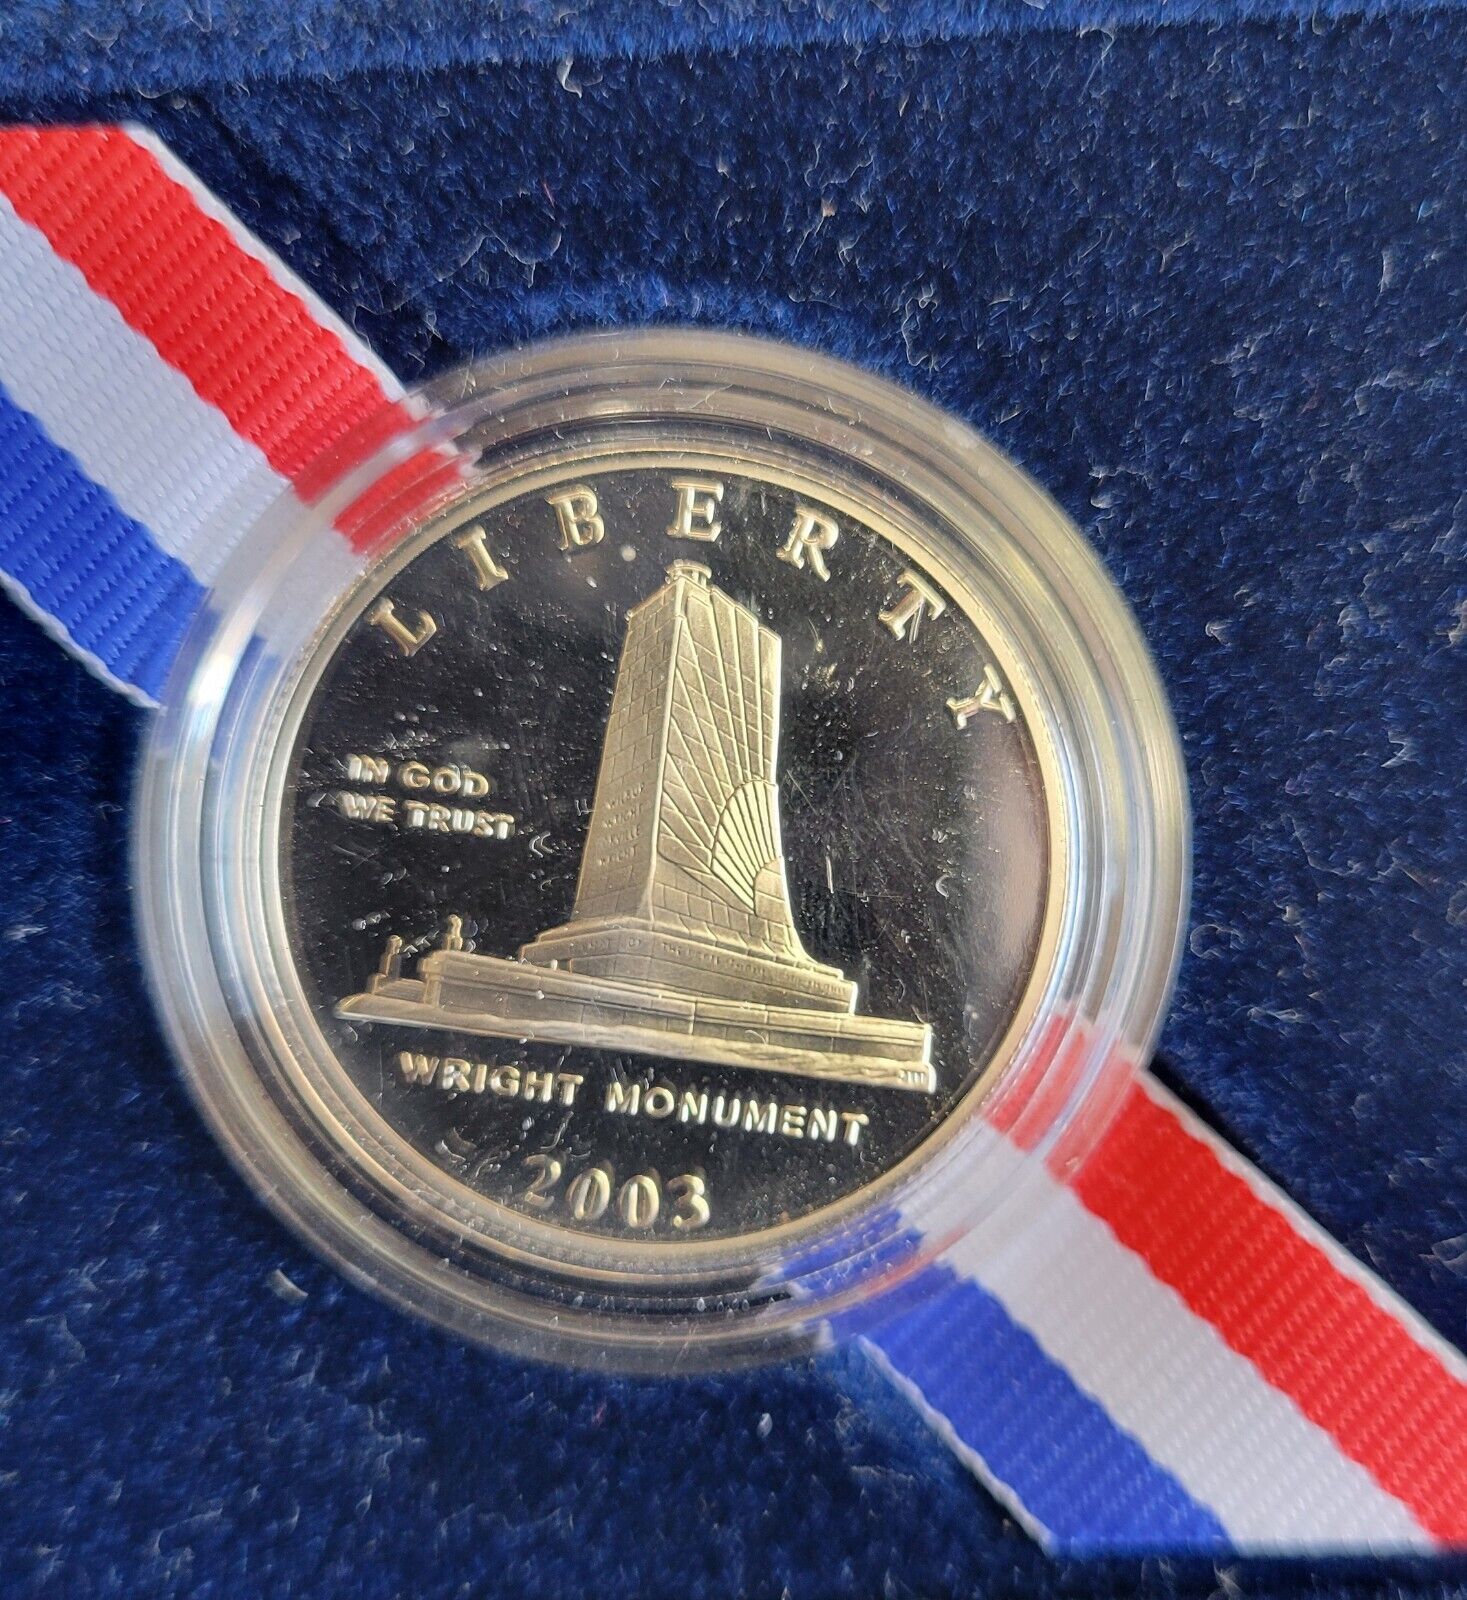 LIBERTY
IN GOD
WE TRUST
WRIGHT MONUMENT
2003